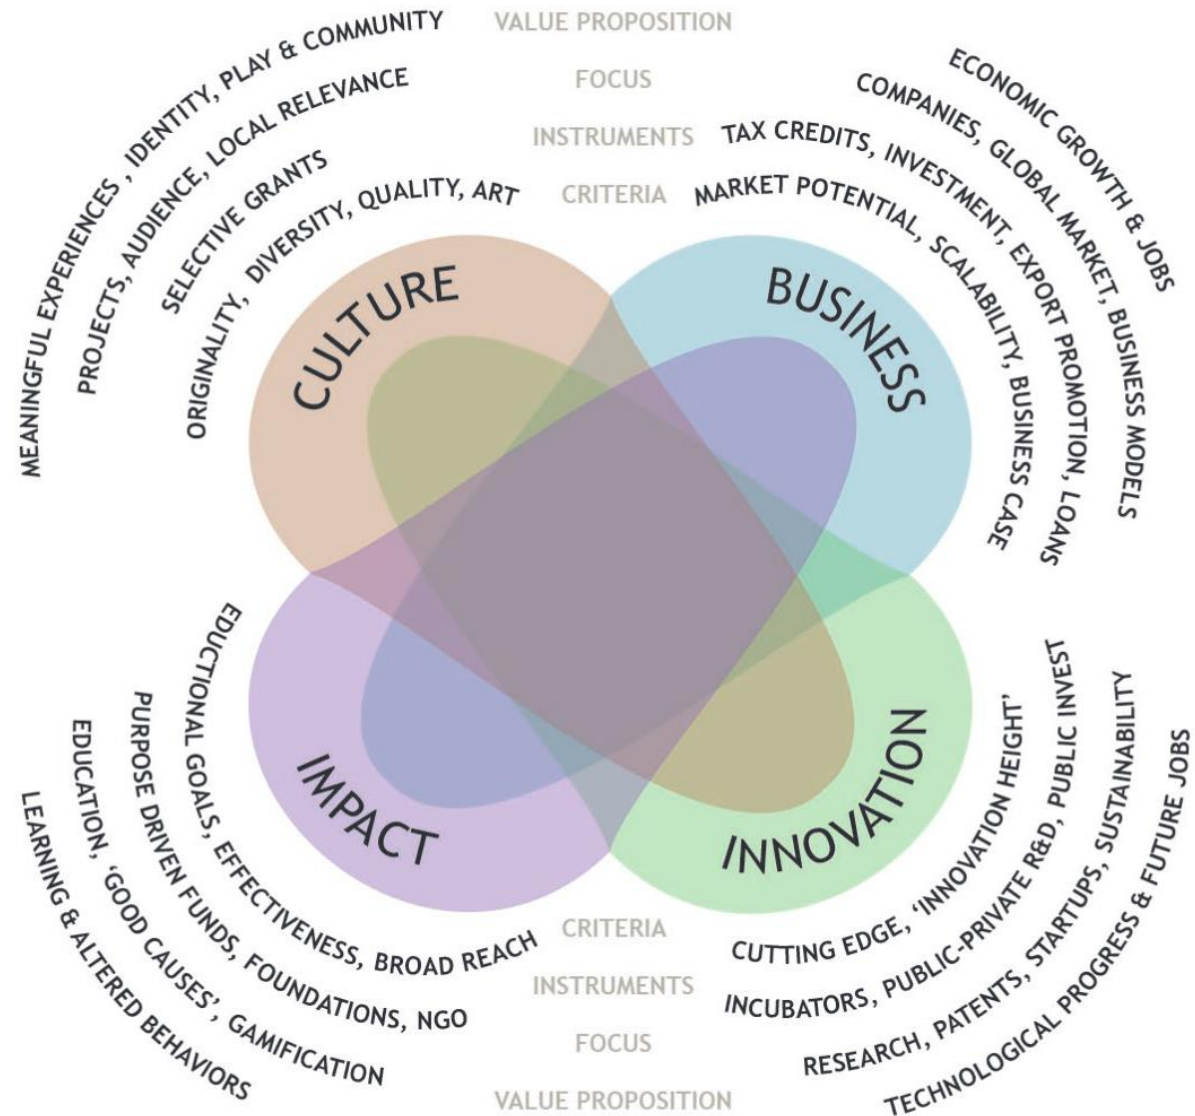 VALUE PROPOSITION
FOCUS
INSTRUMENTS
CRITERIA
MEANINGFUL EXPERIENCES , IDENTITY, PLAY & COMMUNITY
PROJECTS, AUDIENCE, LOCAL RELEVANCE
SELECTIVE GRANTS
ORIGINALITY, DIVERSITY, QUALITY, ART
CULTURE
ECONOMIC GROWTH & JOBS
COMPANIES, GLOBAL MARKET, BUSINESS MODELS
TAX CREDITS, INVESTMENT, EXPORT PROMOTION, LOANS
MARKET POTENTIAL, SCALABILITY, BUSINESS CASE
BUSINESS
IMPACT
EDUCTIONAL GOALS, EFFECTIVENESS, BROAD REACH
PURPOSE DRIVEN FUNDS, FOUNDATIONS, NGO
EDUCATION, ‘GOOD CAUSES’, GAMIFICATION
LEARNING & ALTERED BEHAVIORS
INNOVATION
CUTTING EDGE, ‘INNOVATION HEIGHT’
INCUBATORS, PUBLIC-PRIVATE R&D, PUBLIC INVEST
RESEARCH, PATENTS, STARTUPS, SUSTAINABILITY
TECHNOLOGICAL PROGRESS & FUTURE JOBS
CRITERIA
INSTRUMENTS
FOCUS
VALUE PROPOSITION